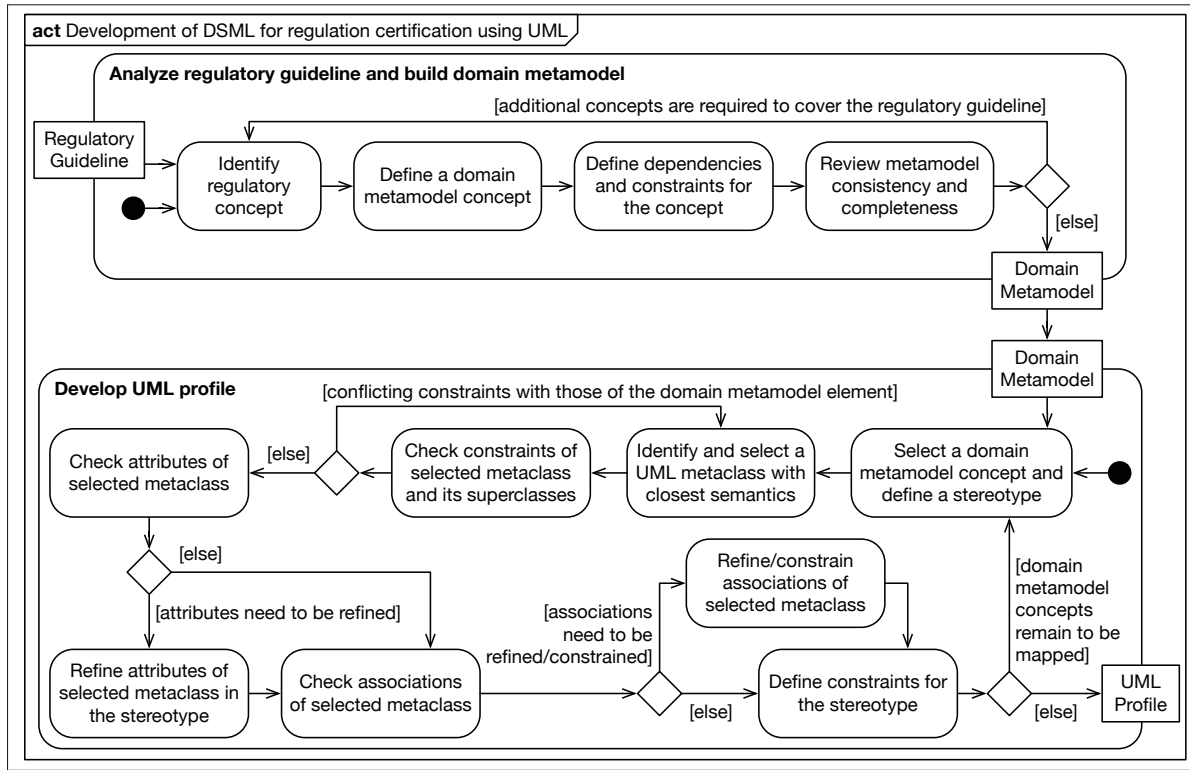 act Development of DSML for regulation certification using UML
Analyze regulatory guideline and build domain metamodel
[additional concepts are required to cover the regulatory guideline]
Regulatory
Guideline
Identify
regulatory
concept
Define a domain
metamodel concept
Define dependencies
and constraints for
the concept
Review metamodel
consistency and
completeness
[else]
Domain
Metamodel
Domain
Metamodel
Develop UML profile
[conflicting constraints with those of the domain metamodel element]
Check attributes of
selected metaclass
[else]
Check constraints of
selected metaclass
and its superclasses
Identify and select a
UML metaclass with
closest semantics
Select a domain
metamodel concept and
define a stereotype
[else]
[attributes need to be refined]
Refine attributes of
selected metaclass in
the stereotype
Check associations
of selected metaclass
[associations
need to be
refined/constrained]
Refine/constrain
associations of
selected metaclass
[else]
Define constraints for
the stereotype
[domain
metamodel
concepts
remain to be
mapped]
[else]
UML
Profile